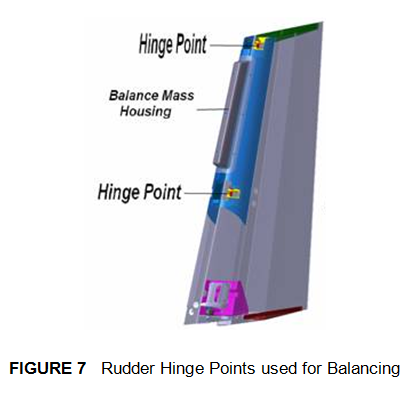 Hinge Point
Balance Mass
Housing
Hinge Point
FIGURE 7 Rudder Hinge Points used for Balancing